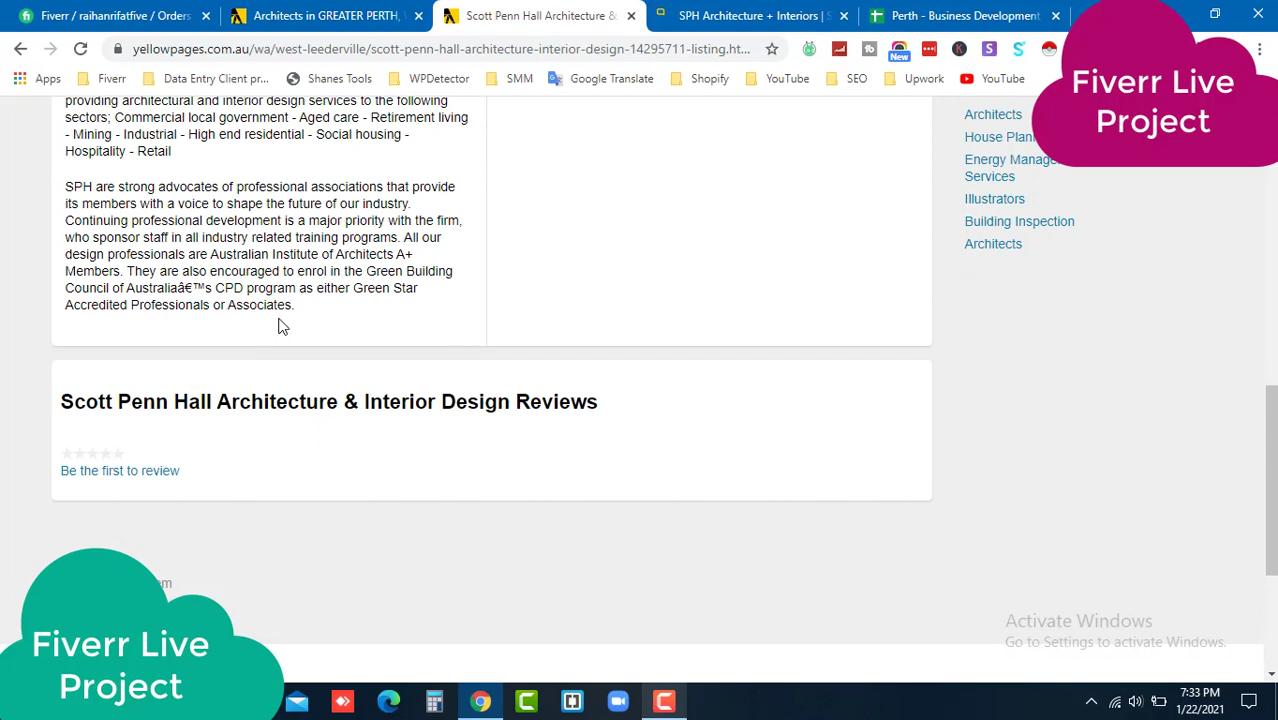 Fiverr / raihanrifatfive / Orders
Architects in GREATER PERTH,
Scott Penn Hall Architecture &
SPH Architecture + Interiors | S
Perth - Business Development
yellowpages.com.au/wa/west-leederville/scott-penn-hall-architecture-interior-design-14295711-listing.ht...
New
Apps
Fiverr
Data Entry Client pr...
Shanes Tools
WPDetector
SMM
Google Translate
Shopify
YouTube
SEO
Upwork
YouTube
Fiverr Live
Project
providing architectural and interior design services to the following
sectors; Commercial local government - Aged care - Retirement living
- Mining - Industrial - High end residential - Social housing -
Hospitality - Retail
SPH are strong advocates of professional associations that provide
its members with a voice to shape the future of our industry.
Continuing professional development is a major priority with the firm,
who sponsor staff in all industry related training programs. All our
design professionals are Australian Institute of Architects A+
Members. They are also encouraged to enrol in the Green Building
Council of Australiaâ€™s CPD program as either Green Star
Accredited Professionals or Associates.
Architects
House Plann
Energy Manage
Services
Illustrators
Building Inspection
Architects
Scott Penn Hall Architecture & Interior Design Reviews
Be the first to review
om
Activate Windows
Go to Settings to activate Windows.
Fiverr Live
Project
7:33 PM
1/22/2021